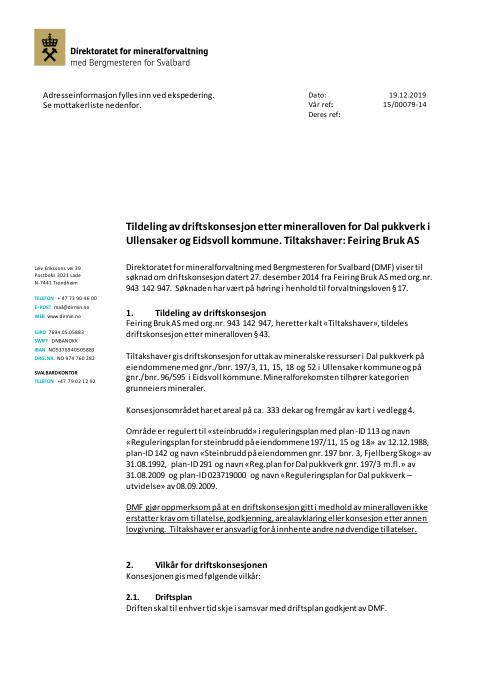 Direktoratet for mineralforvaltning
med Bergmesteren for Svalbard
Adresseinformasjon fylles inn ved ekspedering.
Se mottakerliste nedenfor.
Dato: 19.12.2019
Vår ref: 15/00079-14
Deres ref:
Tildeling av driftskonsesjon etter mineralloven for Dal pukkverk i
Ullensaker og Eidsvoll kommune. Tiltakshaver: Feiring Bruk AS
Leiv Erikssons vei 39
Postboks 3021 Lade
N-7441 Trondheim
TELEFON + 47 73 90 46 00
E-POST mail@dirmin.no
WEB www.dirmin.no
GIRO 7694.05.05883
SWIFT DNBANOKK
IBAN NO5376940505883
ORG.NR. NO 974 760 282
SVALBARDKONTOR
TELEFON +47 79 02 12 92
Direktoratet for mineralforvaltning med Bergmesteren for Svalbard (DMF) viser til
søknad om driftskonsesjon datert 27. desember 2014 fra Feiring Bruk AS med org.nr.
943 142 947. Søknaden har vært på høring i henhold til forvaltningsloven § 17.
1. Tildeling av driftskonsesjon
Feiring Bruk AS med org.nr. 943 142 947, heretter kalt «Tiltakshaver», tildeles
driftskonsesjon etter mineralloven § 43.
Tiltakshaver gis driftskonsesjon for uttak av mineralske ressurser i Dal pukkverk på
eiendommene med gnr./bnr. 197/3, 11, 15, 18 og 52 i Ullensaker kommune og på
gnr./bnr. 96/595 i Eidsvoll kommune. Mineralforekomsten tilhører kategorien
grunneiers mineraler.
Konsesjonsområdet har et areal på ca. 333 dekar og fremgår av kart i vedlegg 4.
Område er regulert til «steinbrudd» i reguleringsplan med plan-ID 113 og navn
«Reguleringsplan for steinbrudd på eiendommene 197/11, 15 og 18» av 12.12.1988,
plan-ID 142 og navn «Steinbrudd på eiendommen gnr. 197 bnr. 3, Fjellberg Skog» av
31.08.1992, plan-ID 291 og navn «Reg.plan for Dal pukkverk gnr. 197/3 m.fl.» av
31.08.2009 og plan-ID 023719000 og navn «Reguleringsplan for Dal pukkverk –
utvidelse» av 08.09.2009.
DMF gjør oppmerksom på at en driftskonsesjon gitt i medhold av mineralloven ikke
erstatter krav om tillatelse, godkjenning, arealavklaring eller konsesjon etter annen
lovgivning. Tiltakshaver er ansvarlig for å innhente andre nødvendige tillatelser.
2. Vilkår for driftskonsesjonen
Konsesjonen gis med følgende vilkår:
2.1. Driftsplan
Driften skal til enhver tid skje i samsvar med driftsplan godkjent av DMF.